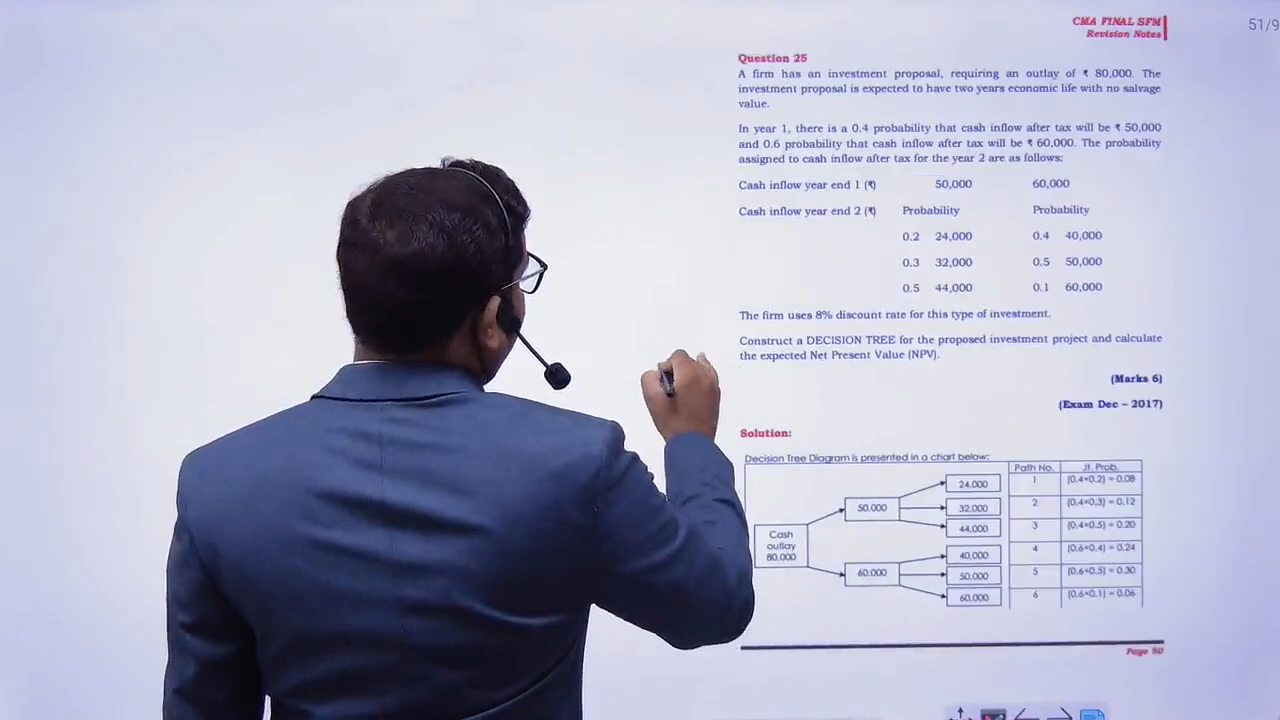 CMA FINAL SFM
Revision Notes
51/9
Question 25
A firm has an investment proposal, requiring an outlay of ₹ 80,000. The
investment proposal is expected to have two years economic life with no salvage
value.
In year 1, there is a 0.4 probability that cash inflow after tax will be ₹ 50,000
and 0.6 probability that cash inflow after tax will be ₹ 60,000. The probability
assigned to cash inflow after tax for the year 2 are as follows:
Cash inflow year end 1 (₹) 50,000 60,000
Cash inflow year end 2 (₹) Probability Probability
0.2 24,000 0.4 40,000
0.3 32,000 0.5 50,000
0.5 44,000 0.1 60,000
The firm uses 8% discount rate for this type of investment.
Construct a DECISION TREE for the proposed investment project and calculate
the expected Net Present Value (NPV).
(Marks 6)
(Exam Dec – 2017)
Solution:
Decision Tree Diagram is presented in a chart below:
Path No. Jt. Prob.
24,000 1 (0.4×0.2) = 0.08
50,000 32,000 2 (0.4×0.3) = 0.12
44,000 3 (0.4×0.5) = 0.20
Cash
outlay
80,000
40,000 4 (0.6×0.4) = 0.24
60,000 50,000 5 (0.6×0.5) = 0.30
60,000 6 (0.6×0.1) = 0.06
Page 50